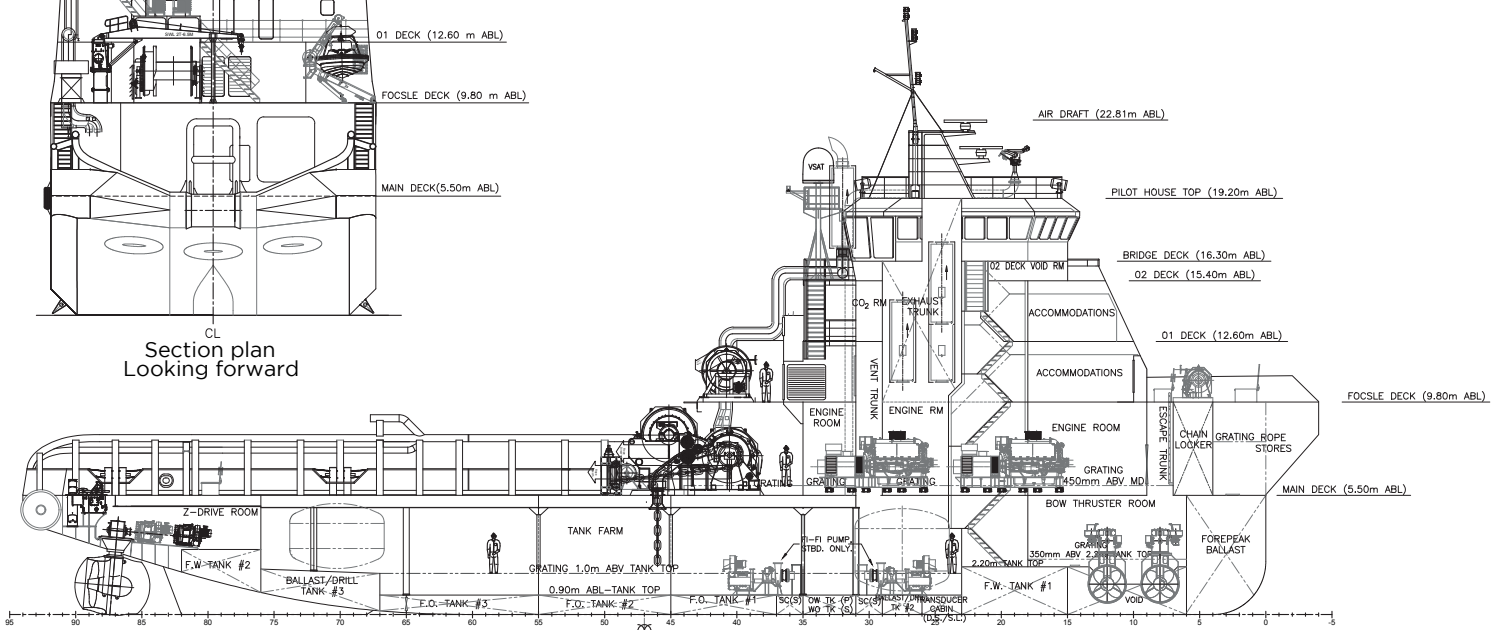 SWL 2T-6.8M
01 DECK (12.60 m ABL)
FOCSLE DECK (9.80 m ABL)
MAIN DECK(5.50m ABL)
CL
Section plan
Looking forward
AIR DRAFT (22.81m ABL)
VSAT
PILOT HOUSE TOP (19.20m ABL)
BRIDGE DECK (16.30m ABL)
02 DECK VOID RM
02 DECK (15.40m ABL)
CO2 RM
EXHAUST
TRUNK
ACCOMMODATIONS
01 DECK (12.60m ABL)
VENT TRUNK
ACCOMMODATIONS
FOCSLE DECK (9.80m ABL)
ENGINE
ROOM
ENGINE RM
ENGINE ROOM
ESCAPE TRUNK
CHAIN
LOCKER
GRATING ROPE
STORES
GRATING
GRATING
GRATING
GRATING
450mm ABV MD
MAIN DECK (5.50m ABL)
BOW THRUSTER ROOM
Z-DRIVE ROOM
TANK FARM
FI-FI PUMP
STBD. ONLY.
FOREPEAK
BALLAST
GRATING
350mm ABV 2.2m TANK TOP
2.20m TANK TOP
F.W TANK #2
GRATING 1.0m ABV TANK TOP
BALLAST/DRILL
TANK #3
0.90m ABL-TANK TOP
F.W. TANK #1
F.O. TANK #3
F.O. TANK #2
F.O. TANK #1
SC(S)
OW TK (P)
WO TK (S)
SC(S)
TK #2
TRANSDUCER
CABIN
(D.S./S.L.)
VOID
95 90 85 80 75 70 65 60 55 50 45 40 35 30 25 20 15 10 5 0 -5